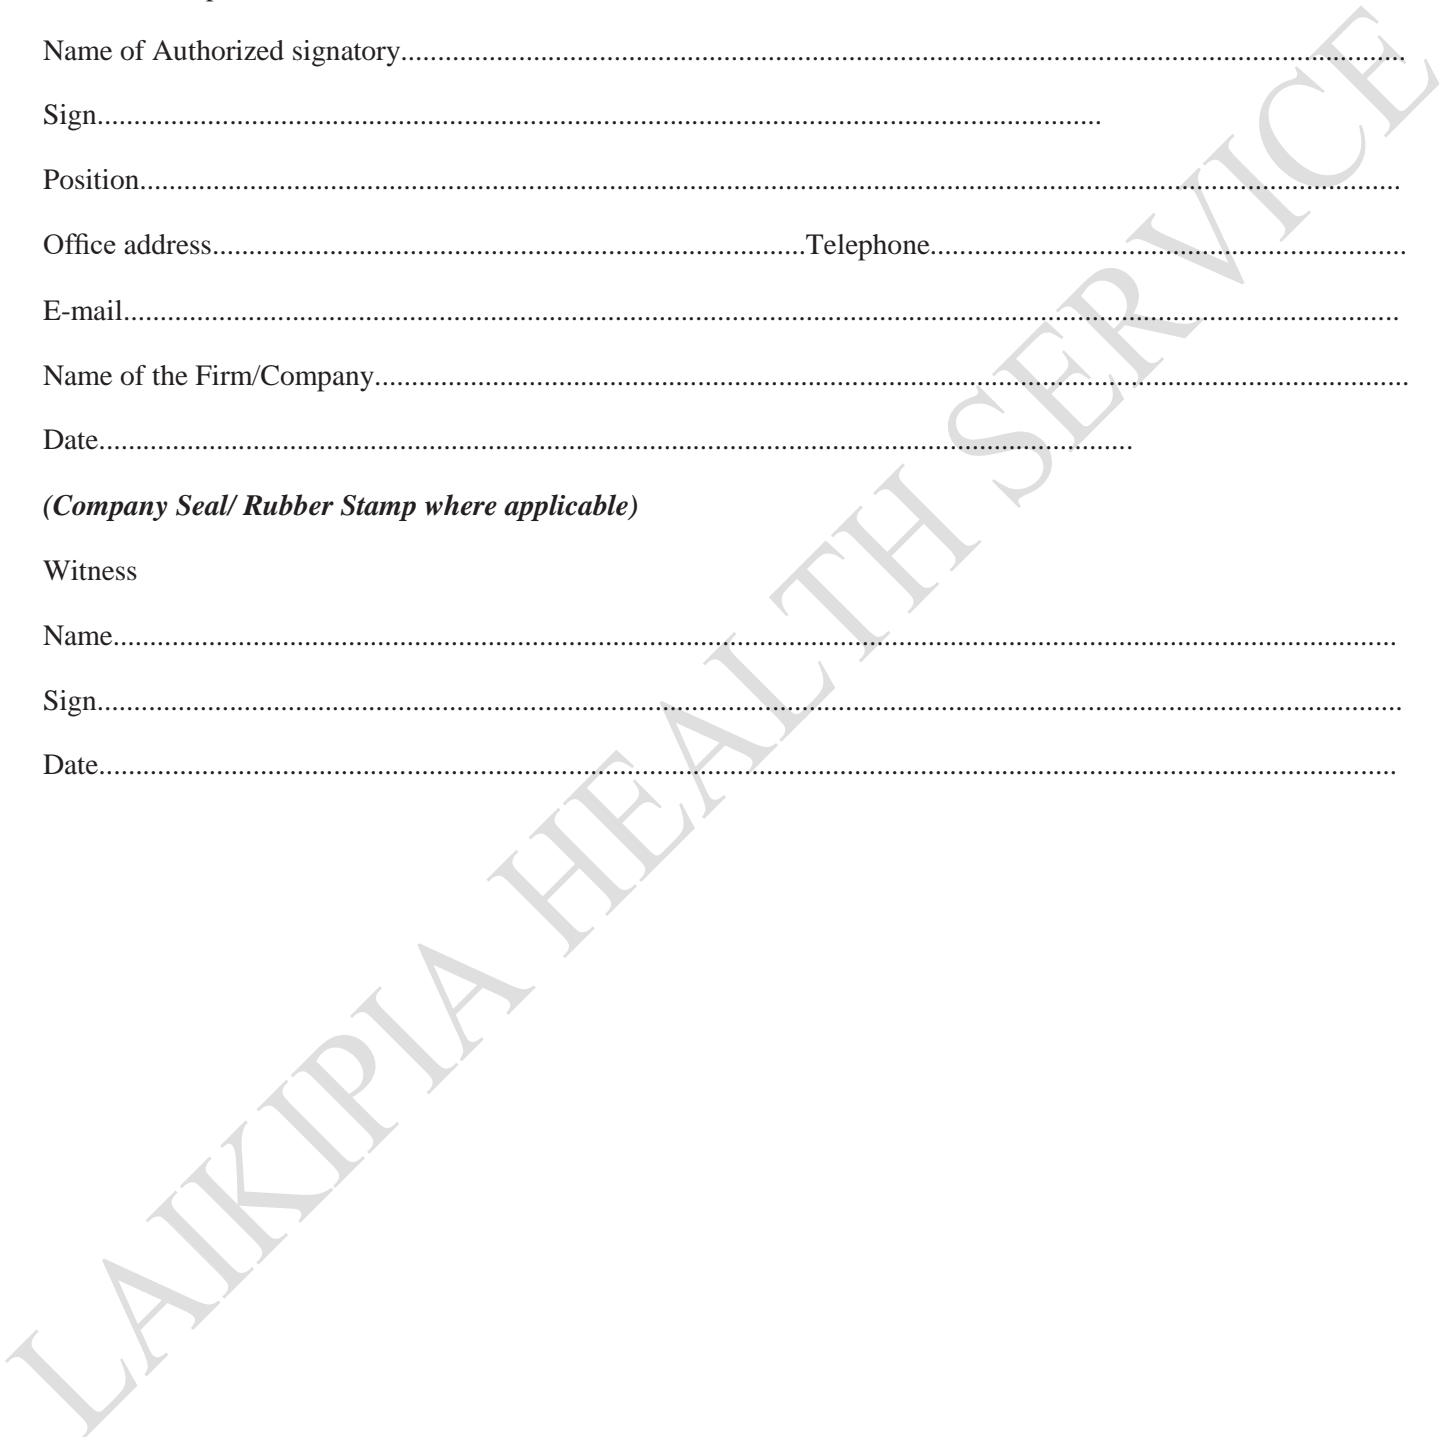 Name of Authorized signatory.......................................................................................................................................
Sign.......................................................................................................................................
Position.......................................................................................................................................
Office address................................................................................Telephone................................................................
E-mail.......................................................................................................................................
Name of the Firm/Company.......................................................................................................................................
Date.......................................................................................................................................
(Company Seal/ Rubber Stamp where applicable)
Witness
Name.......................................................................................................................................
Sign.......................................................................................................................................
Date.......................................................................................................................................
LAIKIPIA HEALTH SERVICE